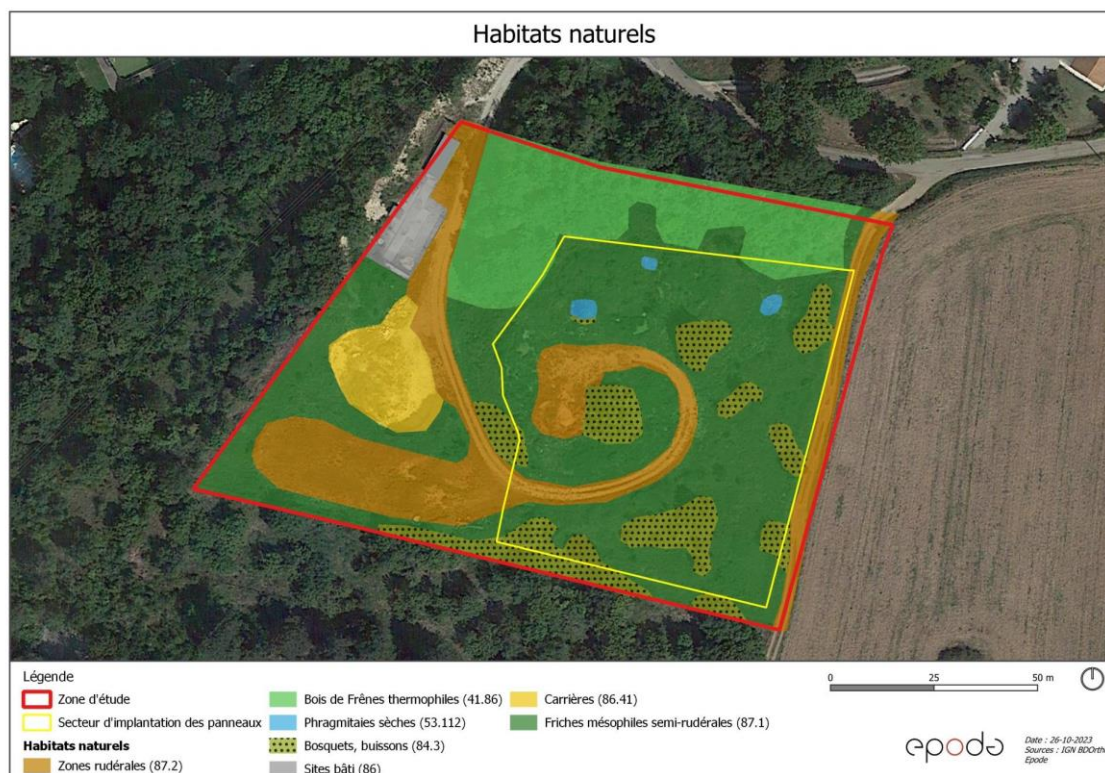 Habitats naturels
Légende
Zone d'étude
Secteur d'implantation des panneaux
Habitats naturels
Zones rudérales (87.2)
Bois de Frênes thermophiles (41.86)
Phragmitaies sèches (53.112)
Bosquets, buissons (84.3)
Sites bâti (86)
Carrières (86.41)
Friches mésophiles semi-rudérales (87.1)
0 25 50 m
epode
Date : 26-10-2023
Sources : IGN BDOrtho
Epode